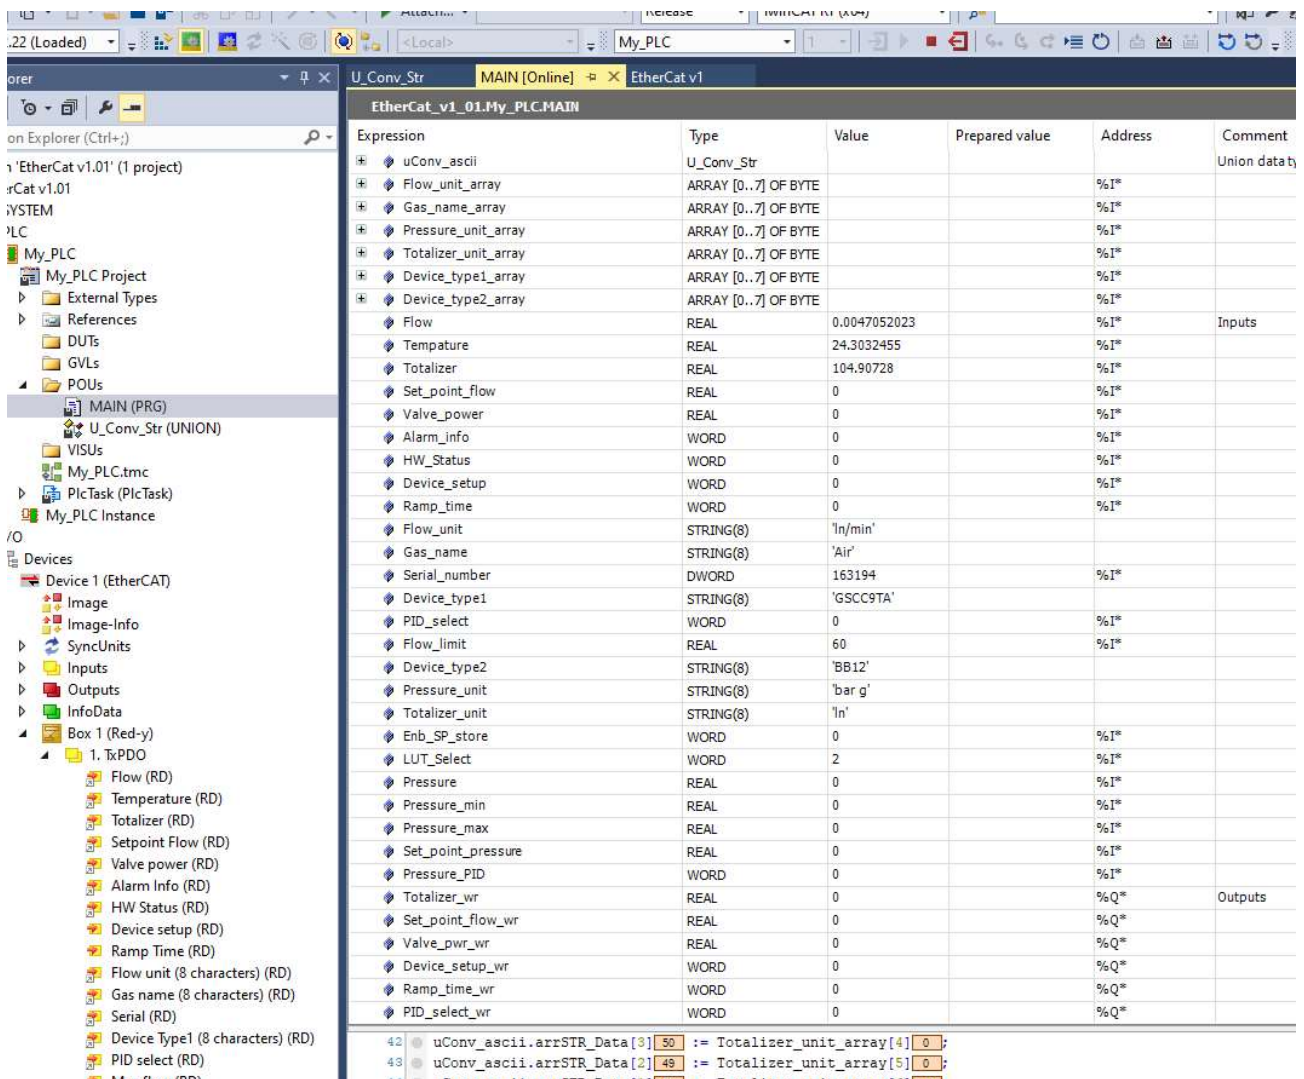 Attach...
Release
TwinCAT RT (x64)
.22 (Loaded)
<Local>
My_PLC
1
orer
U_Conv_Str
MAIN [Online]
EtherCat v1
on Explorer (Ctrl+;)
'EtherCat v1.01' (1 project)
rCat v1.01
SYSTEM
PLC
My_PLC
My_PLC Project
External Types
References
DUTs
GVLs
POUs
MAIN (PRG)
U_Conv_Str (UNION)
VISUs
My_PLC.tmc
PlcTask (PlcTask)
My_PLC Instance
/O
Devices
Device 1 (EtherCAT)
Image
Image-Info
SyncUnits
Inputs
Outputs
InfoData
Box 1 (Red-y)
1. TxPDO
Flow (RD)
Temperature (RD)
Totalizer (RD)
Setpoint Flow (RD)
Valve power (RD)
Alarm Info (RD)
HW Status (RD)
Device setup (RD)
Ramp Time (RD)
Flow unit (8 characters) (RD)
Gas name (8 characters) (RD)
Serial (RD)
Device Type1 (8 characters) (RD)
PID select (RD)
EtherCat_v1_01.My_PLC.MAIN
Expression Type Value Prepared value Address Comment
uConv_ascii U_Conv_Str Union data ty
Flow_unit_array ARRAY [0..7] OF BYTE %I*
Gas_name_array ARRAY [0..7] OF BYTE %I*
Pressure_unit_array ARRAY [0..7] OF BYTE %I*
Totalizer_unit_array ARRAY [0..7] OF BYTE %I*
Device_type1_array ARRAY [0..7] OF BYTE %I*
Device_type2_array ARRAY [0..7] OF BYTE %I*
Flow REAL 0.0047052023 %I* Inputs
Tempature REAL 24.3032455 %I*
Totalizer REAL 104.90728 %I*
Set_point_flow REAL 0 %I*
Valve_power REAL 0 %I*
Alarm_info WORD 0 %I*
HW_Status WORD 0 %I*
Device_setup WORD 0 %I*
Ramp_time WORD 0 %I*
Flow_unit STRING(8) 'ln/min'
Gas_name STRING(8) 'Air'
Serial_number DWORD 163194 %I*
Device_type1 STRING(8) 'GSCC9TA'
PID_select WORD 0 %I*
Flow_limit REAL 60 %I*
Device_type2 STRING(8) 'BB12'
Pressure_unit STRING(8) 'bar g'
Totalizer_unit STRING(8) 'ln'
Enb_SP_store WORD 0 %I*
LUT_Select WORD 2 %I*
Pressure REAL 0 %I*
Pressure_min REAL 0 %I*
Pressure_max REAL 0 %I*
Set_point_pressure REAL 0 %I*
Pressure_PID WORD 0 %I*
Totalizer_wr REAL 0 %Q* Outputs
Set_point_flow_wr REAL 0 %Q*
Valve_pwr_wr REAL 0 %Q*
Device_setup_wr WORD 0 %Q*
Ramp_time_wr WORD 0 %Q*
PID_select_wr WORD 0 %Q*
42 uConv_ascii.arrSTR_Data[3] 50 := Totalizer_unit_array[4] 0 ;
43 uConv_ascii.arrSTR_Data[2] 49 := Totalizer_unit_array[5] 0 ;